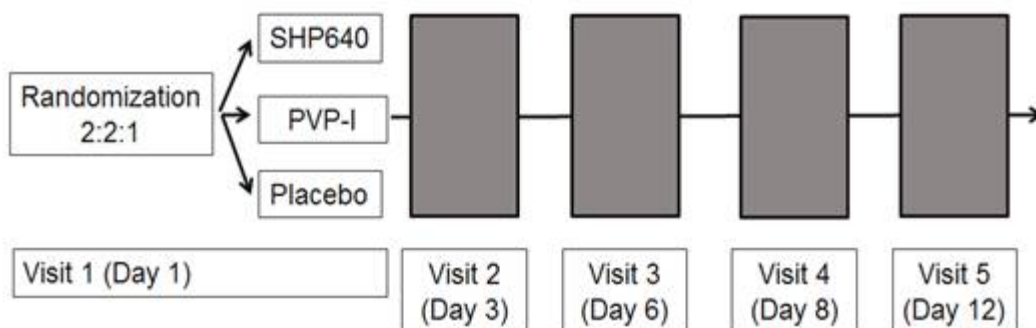 SHP640
Randomization
2:2:1
PVP-I
Placebo
Visit 1 (Day 1)
Visit 2
(Day 3)
Visit 3
(Day 6)
Visit 4
(Day 8)
Visit 5
(Day 12)